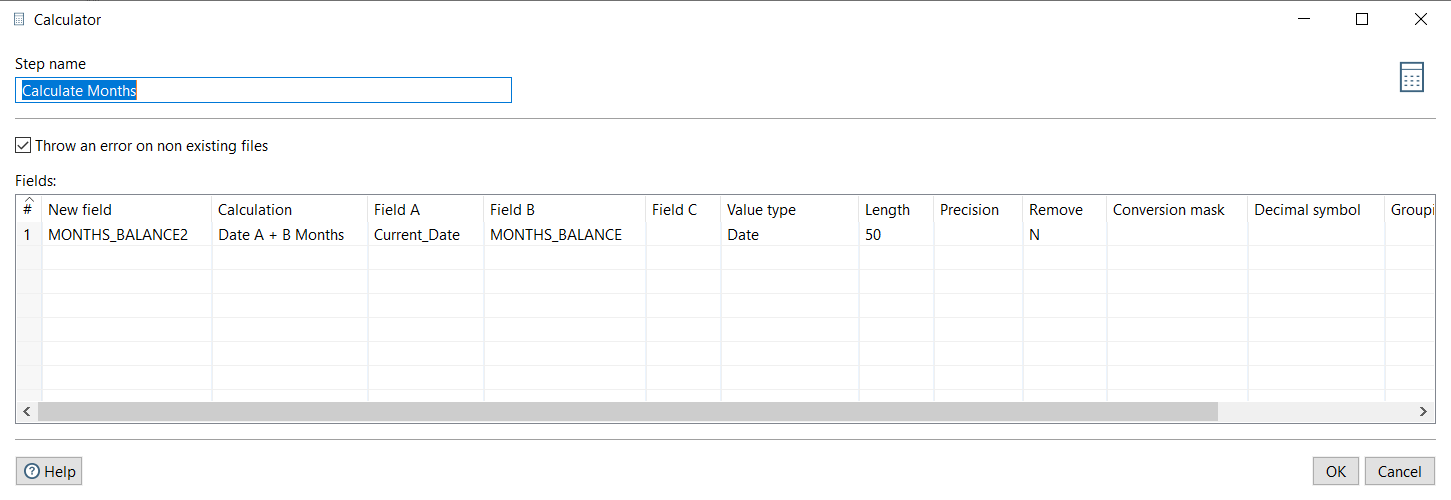 Calculator
Step name
Calculate Months
Throw an error on non existing files
Fields:
# New field Calculation Field A Field B Field C Value type Length Precision Remove Conversion mask Decimal symbol Groupi
1 MONTHS_BALANCE2 Date A + B Months Current_Date MONTHS_BALANCE Date 50 N
Help OK Cancel